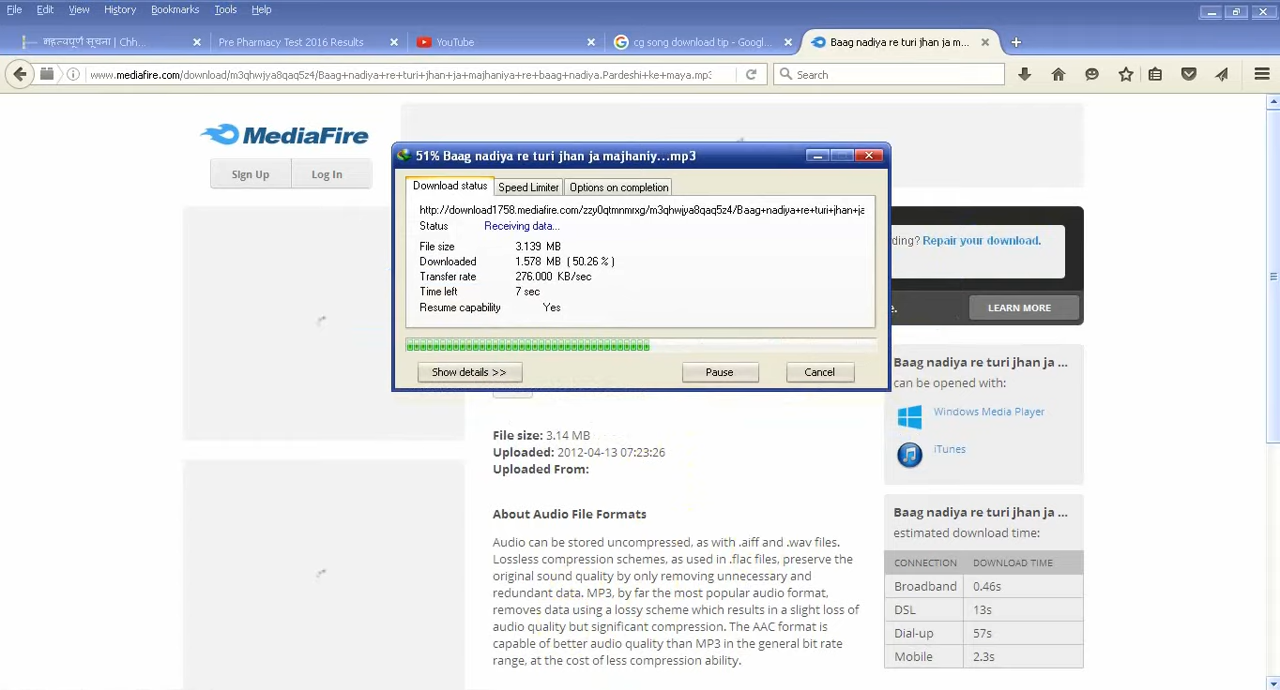 File Edit View History Bookmarks Tools Help
महत्वपूर्ण सूचना | Chh... Pre Pharmacy Test 2016 Results YouTube cg song download tip - Googl... Baag nadiya re turi jhan ja m...
www.mediafire.com/download/m3qhwjya8qaq5z4/Baag+nadiya+re+turi+jhan+ja+majhaniya+re+baag+nadiya.Pardeshi+ke+maya.mp3 Search
MediaFire
Sign Up Log In
51% Baag nadiya re turi jhan ja majhaniy...mp3
Download status Speed Limiter Options on completion
http://download1758.mediafire.com/zzy0qtmnmrxg/m3qhwjya8qaq5z4/Baag+nadiya+re+turi+jhan+ja
Status Receiving data...
File size 3.139 MB
Downloaded 1.578 MB ( 50.26 % )
Transfer rate 276.000 KB/sec
Time left 7 sec
Resume capability Yes
Show details >> Pause Cancel
ding? Repair your download.
e. LEARN MORE
Baag nadiya re turi jhan ja ...
can be opened with:
Windows Media Player
iTunes
File size: 3.14 MB
Uploaded: 2012-04-13 07:23:26
Uploaded From:
About Audio File Formats
Audio can be stored uncompressed, as with .aiff and .wav files.
Lossless compression schemes, as used in .flac files, preserve the
original sound quality by only removing unnecessary and
redundant data. MP3, by far the most popular audio format,
removes data using a lossy scheme which results in a slight loss of
audio quality but significant compression. The AAC format is
capable of better audio quality than MP3 in the general bit rate
range, at the cost of less compression ability.
Baag nadiya re turi jhan ja ...
estimated download time:
CONNECTION DOWNLOAD TIME
Broadband 0.46s
DSL 13s
Dial-up 57s
Mobile 2.3s